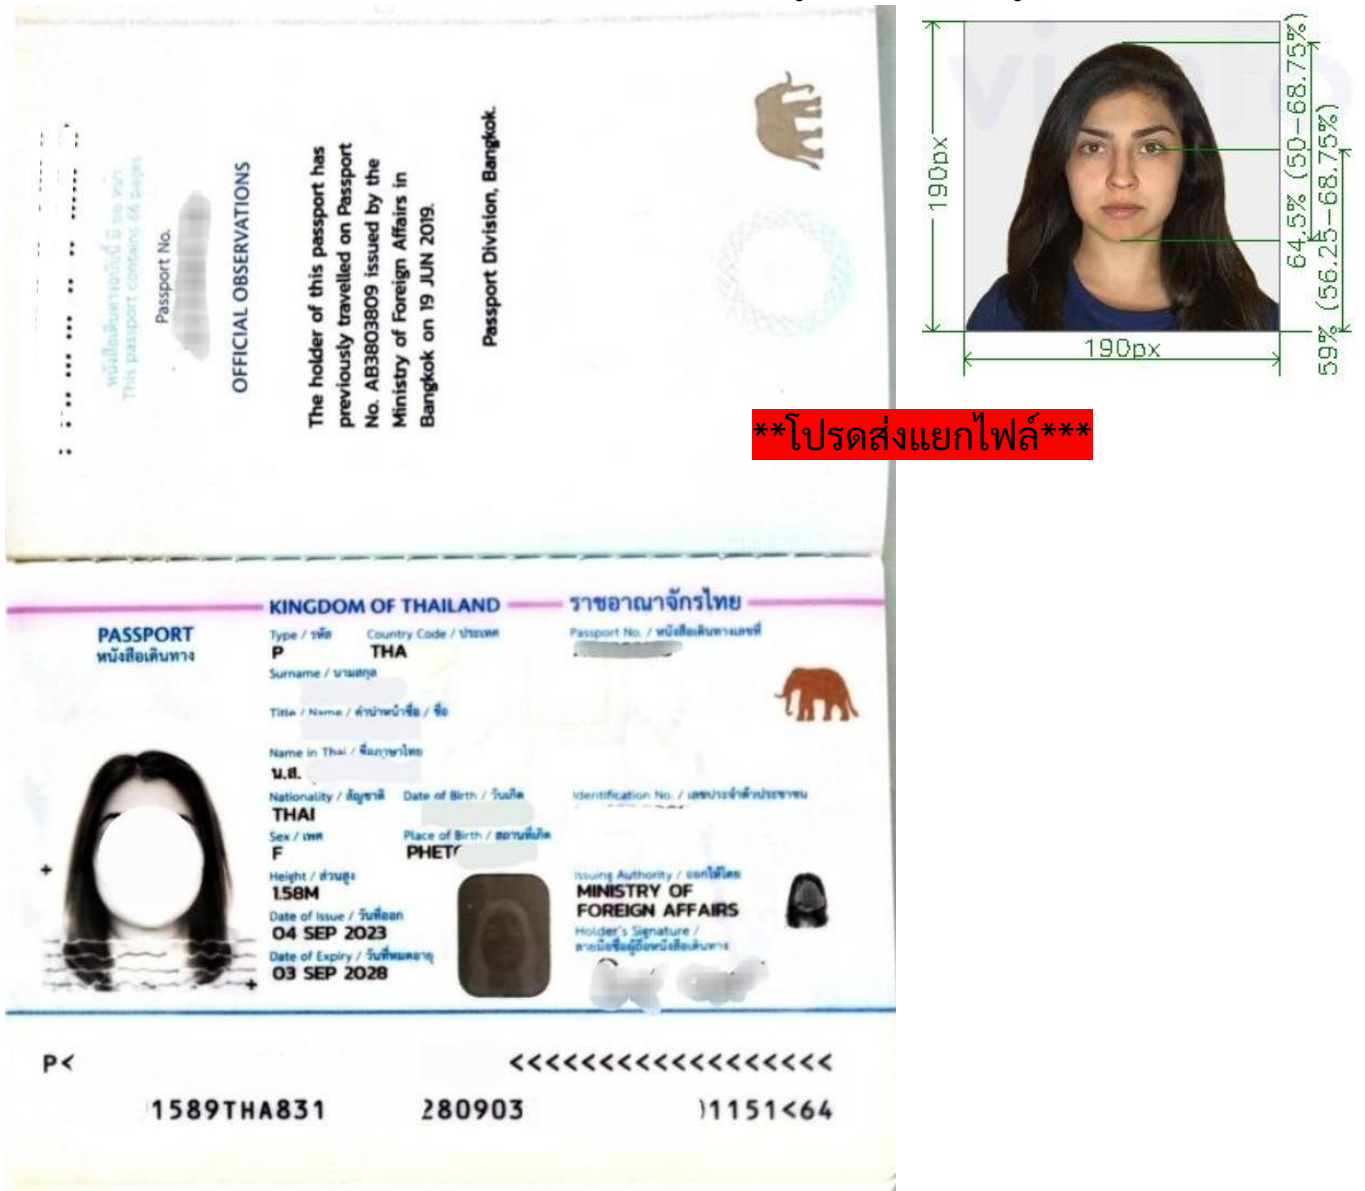 หนังสือเดินทางฉบับนี้ มี ๖๖ หน้า
This passport contains 66 pages
Passport No.
OFFICIAL OBSERVATIONS
The holder of this passport has
previously travelled on Passport
No. AB3803809 issued by the
Ministry of Foreign Affairs in
Bangkok on 19 JUN 2019.
Passport Division, Bangkok.
190px
190px
64.5% (50-68.75%)
59% (56.25-68.75%)
**โปรดส่งแยกไฟล์***
KINGDOM OF THAILAND
ราชอาณาจักรไทย
PASSPORT
หนังสือเดินทาง
Type / รหัส
Country Code / ประเทศ
Passport No. / หนังสือเดินทางเลขที่
P
THA
Surname / นามสกุล
Title / Name / คำนำหน้าชื่อ / ชื่อ
Name in Thai / ชื่อภาษาไทย
น.ส.
Nationality / สัญชาติ
Date of Birth / วันเกิด
Identification No. / เลขประจำตัวประชาชน
THAI
Sex / เพศ
Place of Birth / สถานที่เกิด
F
PHET
Height / ส่วนสูง
1.58M
Issuing Authority / ออกให้โดย
MINISTRY OF
FOREIGN AFFAIRS
Date of Issue / วันที่ออก
04 SEP 2023
Holder's Signature /
ลายมือชื่อผู้ถือหนังสือเดินทาง
Date of Expiry / วันที่หมดอายุ
03 SEP 2028
P< <<<<<<<<<<<<<<<<<<
1589THA831 280903 1151<64